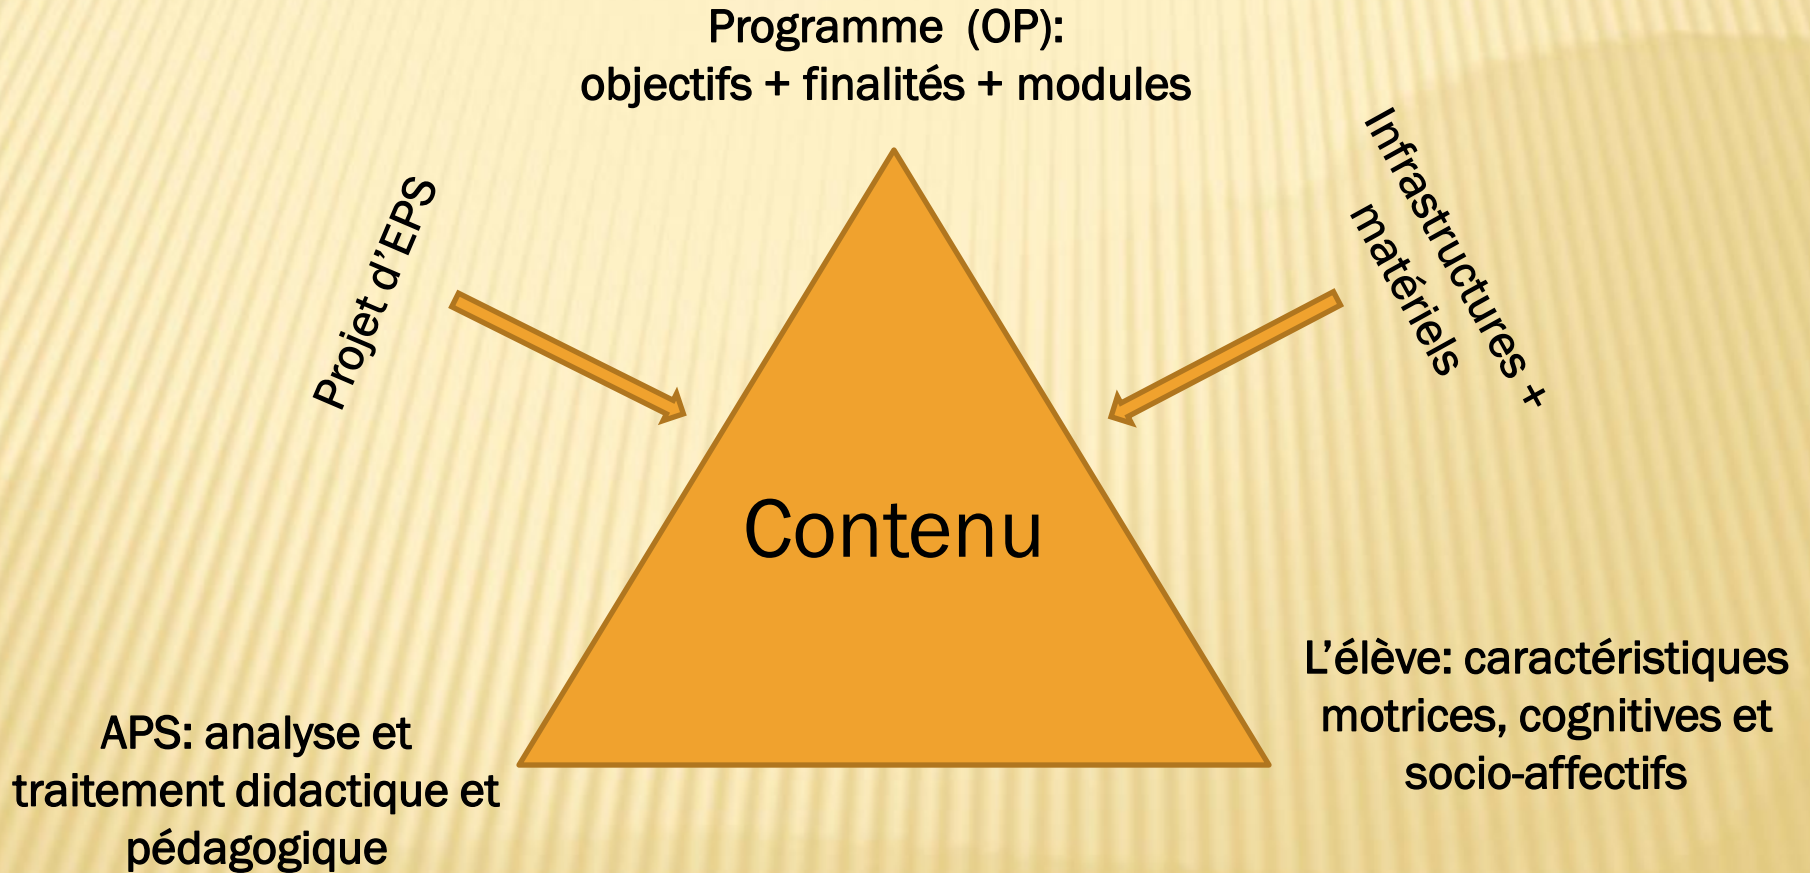 Programme (OP):
objectifs + finalités + modules
Projet d’EPS
Infrastructures +
matériels
Contenu
L’élève: caractéristiques
motrices, cognitives et
socio-affectifs
APS: analyse et
traitement didactique et
pédagogique